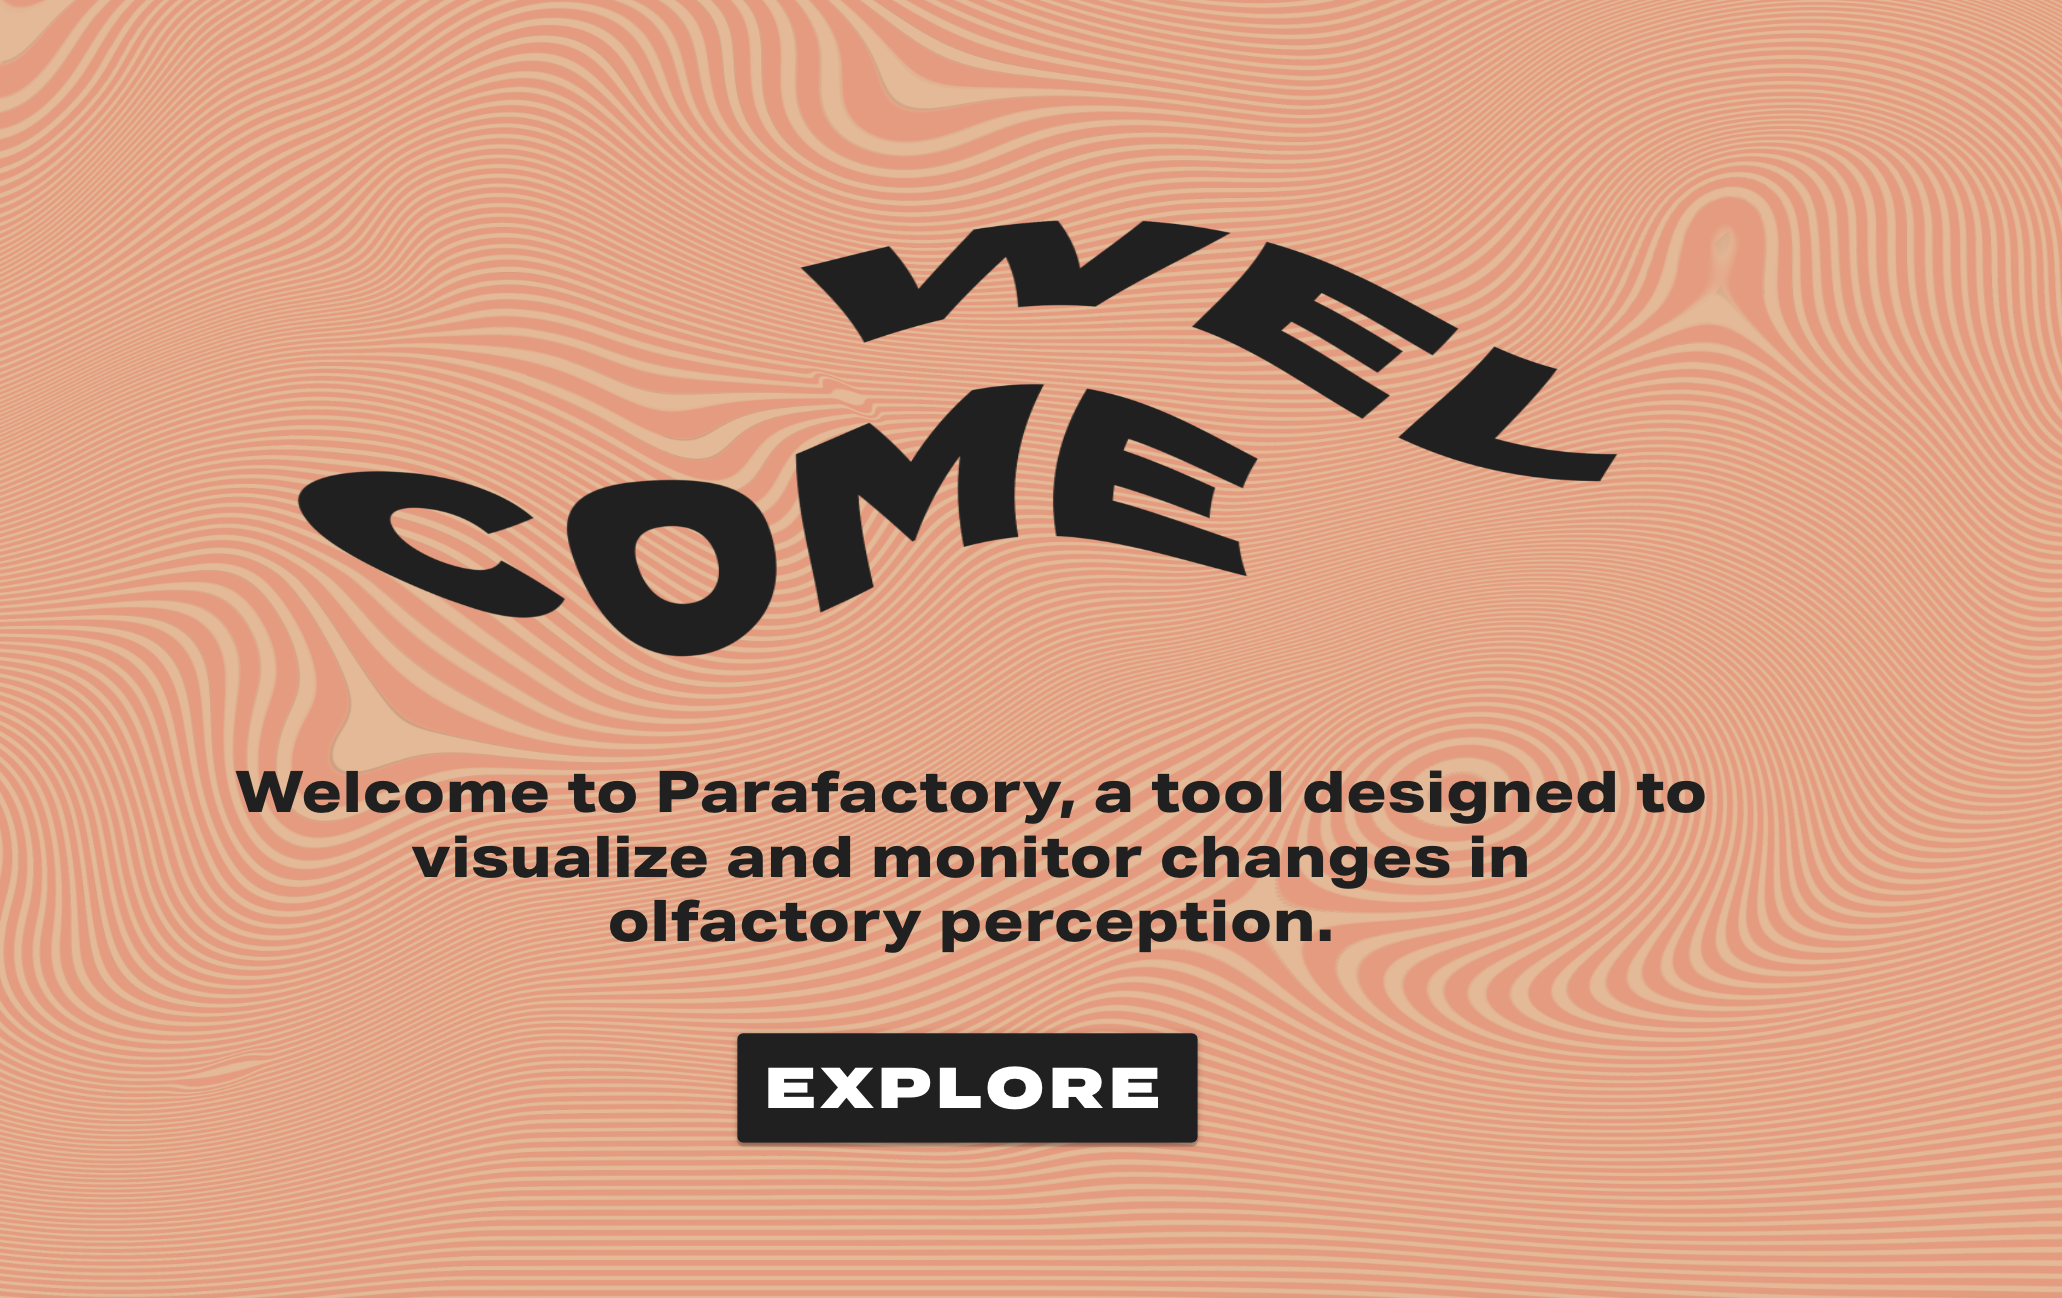 WEL
COME
Welcome to Parafactory, a tool designed to
visualize and monitor changes in
olfactory perception.
EXPLORE